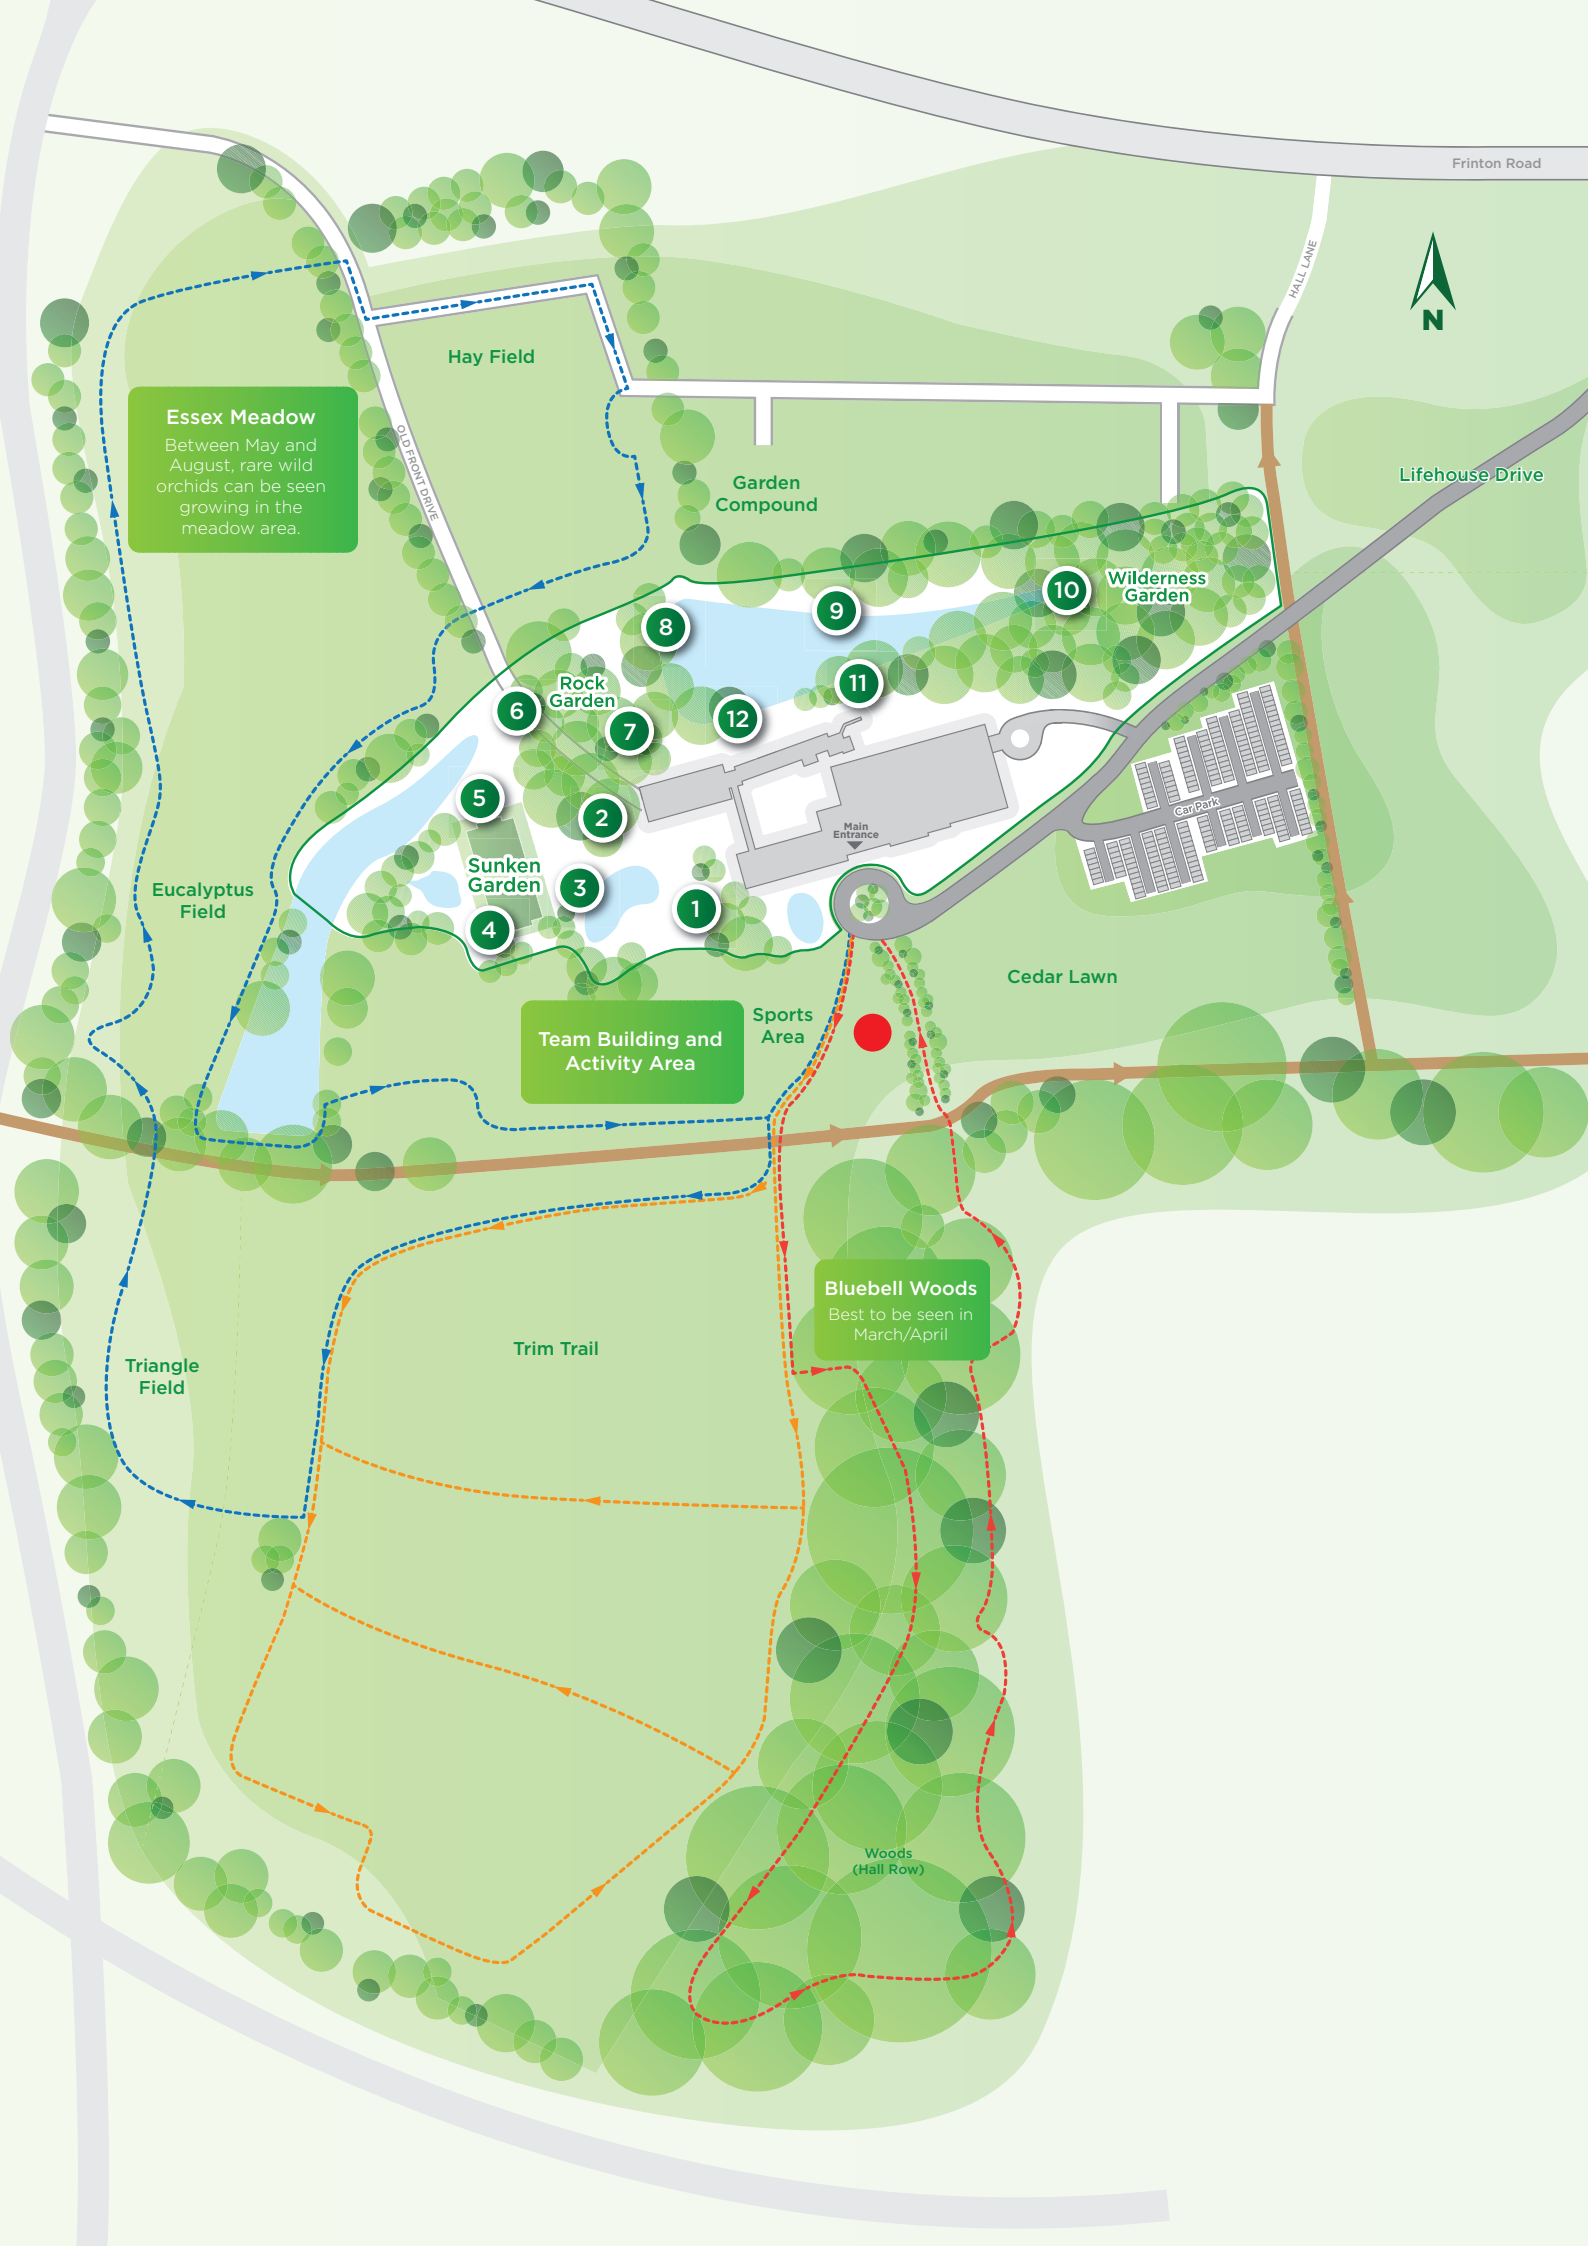 Frinton Road
HALL LANE
N
Hay Field
Essex Meadow
Between May and
August, rare wild
orchids can be seen
growing in the
meadow area.
OLD FRONT DRIVE
Lifehouse Drive
Garden
Compound
Wilderness
Garden
10
9
8
11
Rock
Garden
6
12
7
5
2
Car Park
Main
Entrance
Sunken
Garden
3
1
4
Eucalyptus
Field
Cedar Lawn
Sports
Area
Team Building and
Activity Area
Bluebell Woods
Best to be seen in
March/April
Trim Trail
Triangle
Field
Woods
(Hall Row)